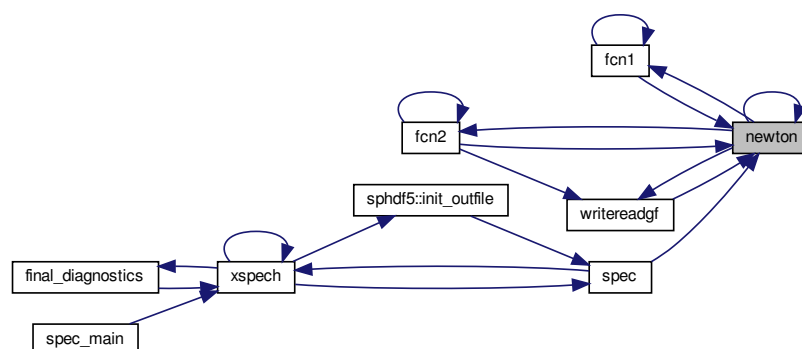 fcn1
fcn2
newton
sphdf5::init_outfile
writereadgf
final_diagnostics
xspech
spec
spec_main